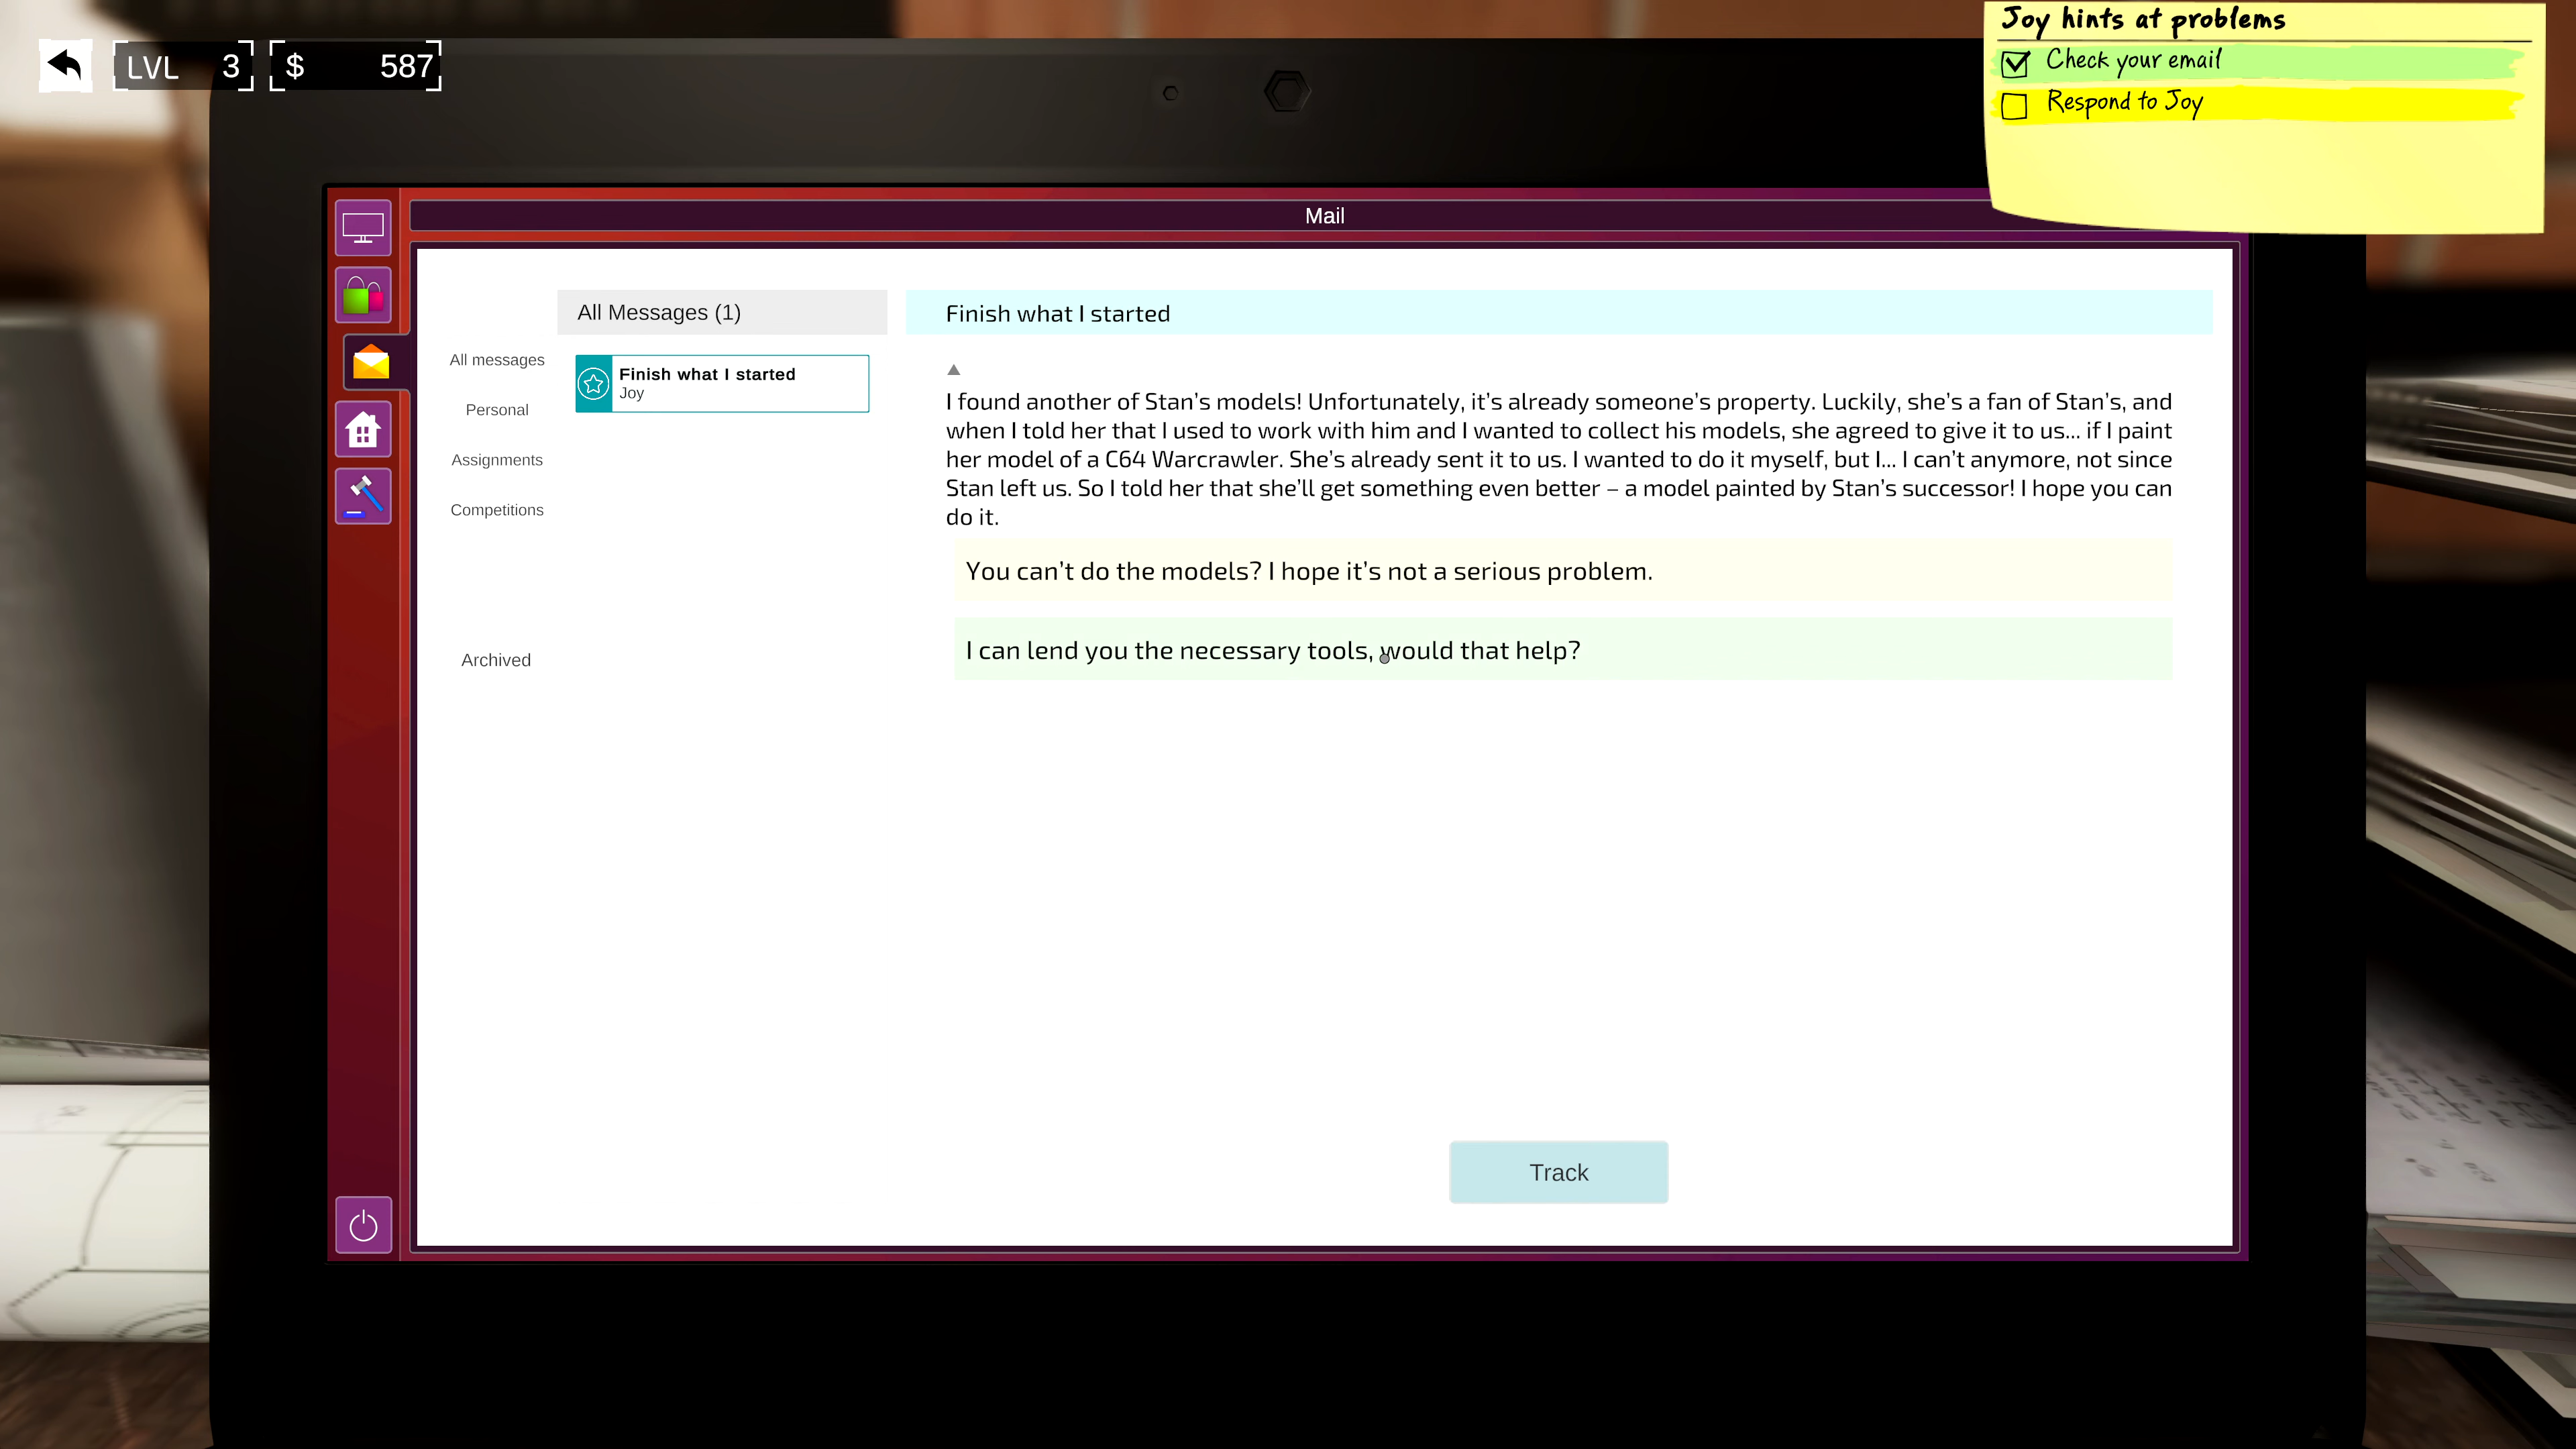 LVL 3 $ 587
Joy hints at problems
Check your email
Respond to Joy
Mail
All Messages (1)
Finish what I started
All messages
Personal
Assignments
Competitions
Archived
Finish what I started
Joy
I found another of Stan's models! Unfortunately, it's already someone's property. Luckily, she's a fan of Stan's, and
when I told her that I used to work with him and I wanted to collect his models, she agreed to give it to us... if I paint
her model of a C64 Warcrawler. She's already sent it to us. I wanted to do it myself, but I... I can't anymore, not since
Stan left us. So I told her that she'll get something even better – a model painted by Stan's successor! I hope you can
do it.
You can't do the models? I hope it's not a serious problem.
I can lend you the necessary tools, would that help?
Track